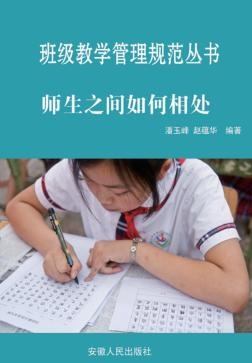 班级教学管理规范丛书
师生之间如何相处
潘玉峰 赵蕴华 编著
安徽人民出版社